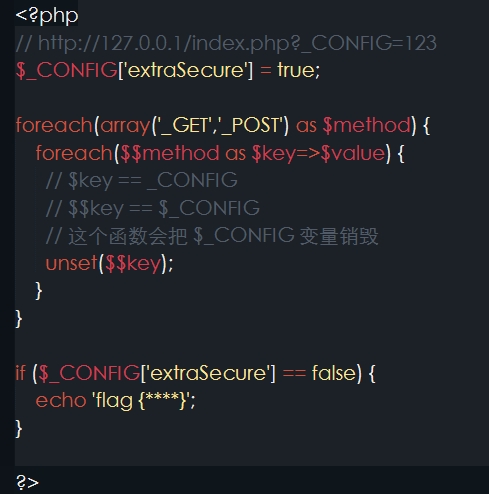 <?php
// http://127.0.0.1/index.php?_CONFIG=123
$_CONFIG['extraSecure'] = true;
foreach(array('_GET','_POST') as $method) {
foreach($$method as $key=>$value) {
// $key == _CONFIG
// $$key == $_CONFIG
// 这个函数会把 $_CONFIG 变量销毁
unset($$key);
}
}
if ($_CONFIG['extraSecure'] == false) {
echo 'flag {****}';
}
?>